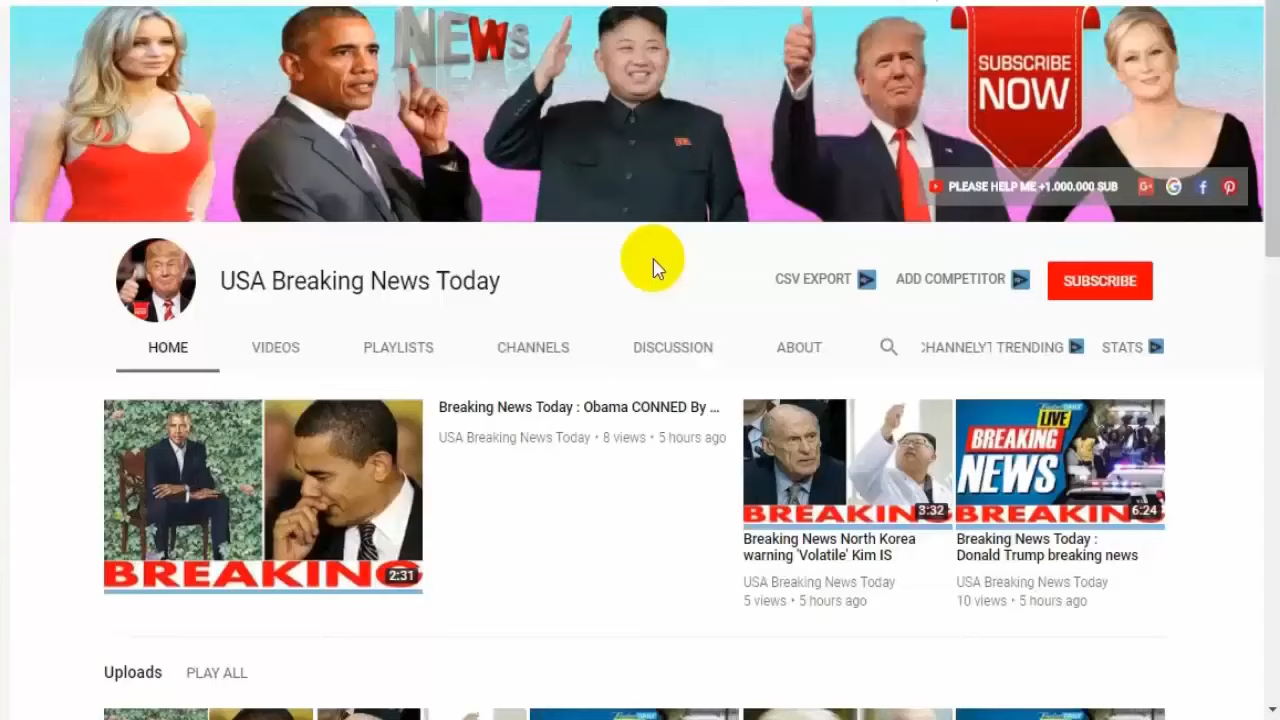 NEWS
SUBSCRIBE
NOW
PLEASE HELP ME +1.000.000 SUB
USA Breaking News Today
CSV EXPORT
ADD COMPETITOR
SUBSCRIBE
HOME
VIDEOS
PLAYLISTS
CHANNELS
DISCUSSION
ABOUT
TRENDING
STATS
BREAKING
2:31
Breaking News Today : Obama CONNED By ...
USA Breaking News Today • 8 views • 5 hours ago
BREAKIN
3:32
Breaking News North Korea
warning 'Volatile' Kim IS
USA Breaking News Today
5 views • 5 hours ago
LIVE
BREAKING
NEWS
BREAKIN
6:24
Breaking News Today :
Donald Trump breaking news
USA Breaking News Today
10 views • 5 hours ago
Uploads
PLAY ALL